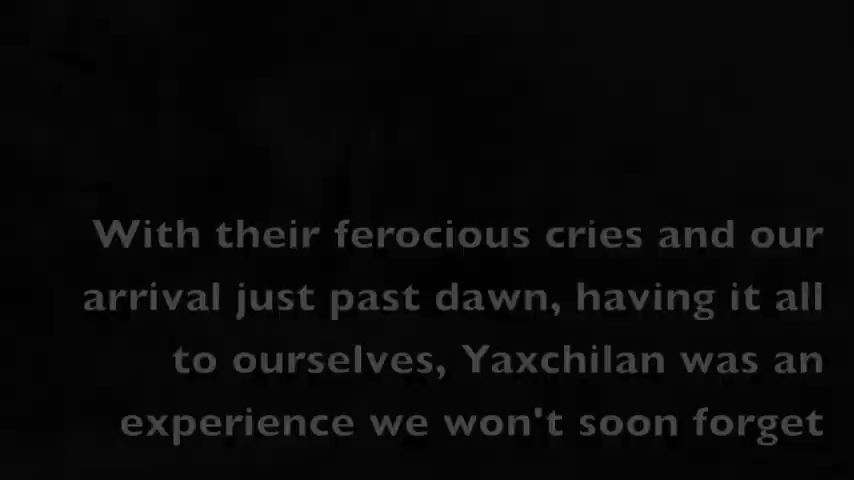 With their ferocious cries and our
arrival just past dawn, having it all
to ourselves, Yaxchilan was an
experience we won't soon forget